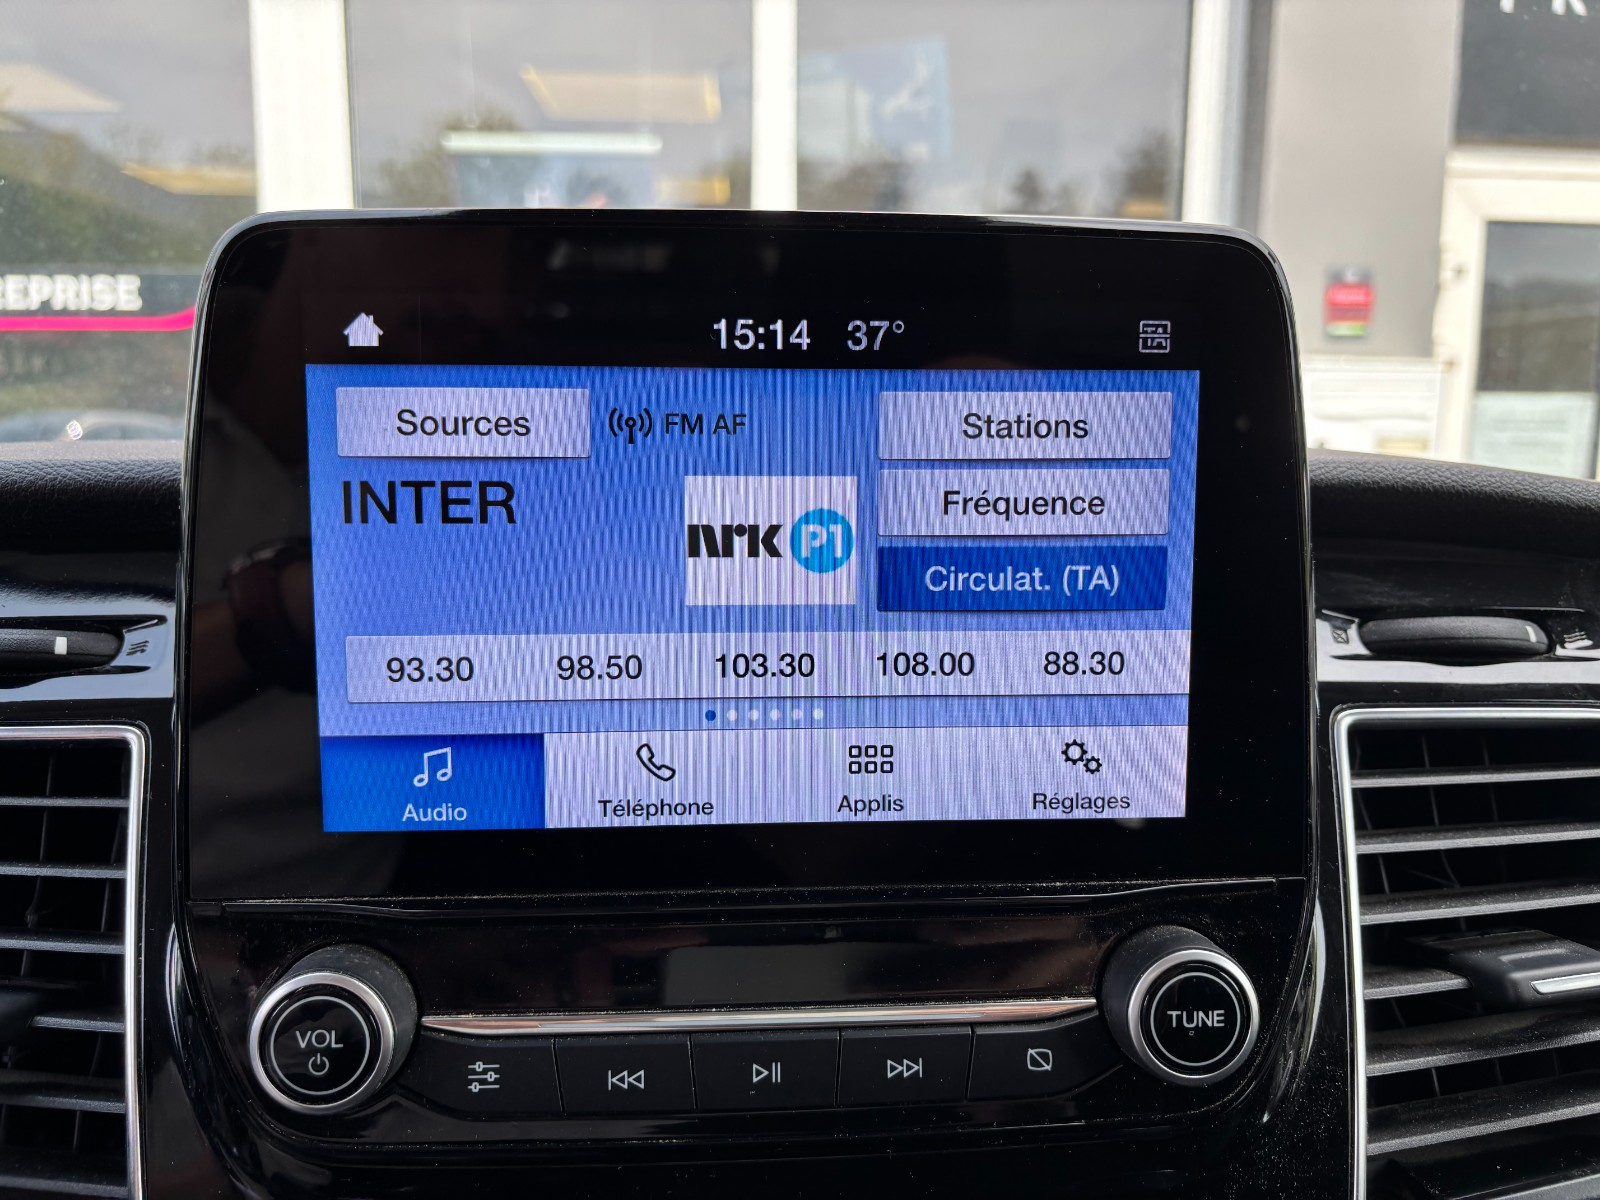 REPRISE
15:14 37°
TA
Sources
FM AF
Stations
INTER
nrk P1
Fréquence
Circulat. (TA)
93.30 98.50 103.30 108.00 88.30
Audio Téléphone Applis Réglages
VOL
TUNE